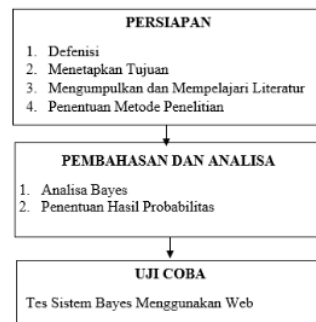 PERSIAPAN
1. Defenisi
2. Menetapkan Tujuan
3. Mengumpulkan dan Mempelajari Literatur
4. Penentuan Metode Penelitian
PEMBAHASAN DAN ANALISA
1. Analisa Bayes
2. Penentuan Hasil Probabilitas
UJI COBA
Tes Sistem Bayes Menggunakan Web